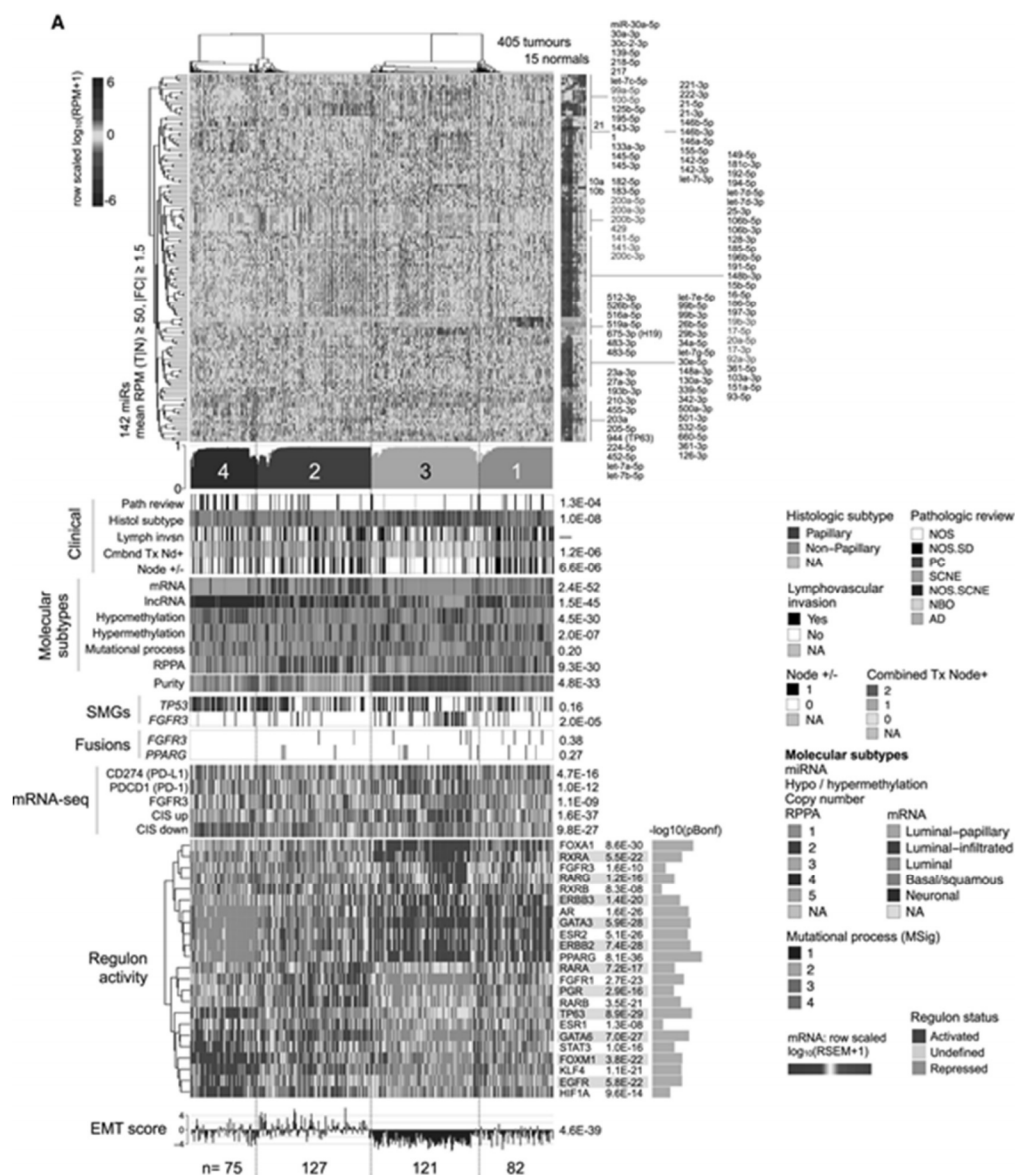 A
405 tumours
15 normals
row scaled log₁₀(RPM+1)
6
0
-6
142 miRs
mean RPM (T|N) ≥ 50, |FC| ≥ 1.5
21
10a
10b
miR-30a-5p
30a-3p
30c-2-3p
139-5p
218-5p
217
let-7c-5p
99a-5p
100-5p
125b-5p
195-5p
143-3p
1
133a-3p
145-5p
145-3p
182-5p
183-5p
200a-5p
200a-3p
200b-3p
429
141-5p
141-3p
200c-3p
512-3p
526b-5p
516a-5p
519a-5p
675-3p (H19)
483-3p
483-5p
23a-3p
27a-3p
193b-3p
210-3p
455-3p
203a
205-5p
944 (TP63)
224-5p
452-5p
let-7a-5p
let-7b-5p
221-3p
222-3p
21-5p
21-3p
146b-5p
146b-3p
146a-5p
155-5p
142-5p
142-3p
let-7i-3p
let-7e-5p
99b-5p
99b-3p
26b-5p
29b-3p
34a-5p
let-7g-5p
30e-5p
148a-3p
130a-3p
339-5p
342-3p
500a-3p
501-3p
532-5p
660-5p
361-3p
126-3p
149-5p
181c-3p
192-5p
194-5p
let-7d-5p
let-7d-3p
25-3p
106b-5p
106b-3p
128-3p
185-5p
196b-5p
191-5p
148b-3p
15b-5p
16-5p
186-5p
197-3p
19b-3p
17-5p
20a-5p
17-3p
92a-3p
361-5p
103a-3p
151a-5p
93-5p
1
0
4 2 3 1
Clinical
Path review 1.3E-04
Histol subtype 1.0E-08
Lymph invsn —
Cmbnd Tx Nd+ 1.2E-06
Node +/- 6.6E-06
Molecular subtypes
mRNA 2.4E-52
lncRNA 1.5E-45
Hypomethylation 4.5E-30
Hypermethylation 2.0E-07
Mutational process 0.20
RPPA 9.3E-30
Purity 4.8E-33
SMGs
TP53 0.16
FGFR3 2.0E-05
Fusions
FGFR3 0.38
PPARG 0.27
mRNA-seq
CD274 (PD-L1) 4.7E-16
PDCD1 (PD-1) 1.0E-12
FGFR3 1.1E-09
CIS up 1.6E-37
CIS down 9.8E-27
-log10(pBonf)
Regulon activity
FOXA1 8.6E-30
RXRA 5.5E-22
FGFR3 1.6E-10
RARG 1.2E-16
RXRB 8.3E-08
ERBB3 1.4E-20
AR 1.6E-26
GATA3 5.9E-28
ESR2 5.1E-26
ERBB2 7.4E-28
PPARG 8.1E-36
RARA 7.2E-17
FGFR1 2.7E-23
PGR 2.9E-16
RARB 3.5E-21
TP63 8.9E-29
ESR1 1.3E-08
GATA6 7.0E-27
STAT3 1.0E-16
FOXM1 3.8E-22
KLF4 1.1E-21
EGFR 5.8E-22
HIF1A 9.6E-14
EMT score
4
0
-4
4.6E-39
n= 75 127 121 82
Histologic subtype
Papillary
Non-Papillary
NA
Pathologic review
NOS
NOS.SD
PC
SCNE
NOS.SCNE
NBO
AD
Lymphovascular
invasion
Yes
No
NA
Node +/-
1
0
NA
Combined Tx Node+
2
1
0
NA
Molecular subtypes
miRNA
Hypo / hypermethylation
Copy number
RPPA
1
2
3
4
5
NA
mRNA
Luminal-papillary
Luminal-infiltrated
Luminal
Basal/squamous
Neuronal
NA
Mutational process (MSig)
1
2
3
4
mRNA: row scaled
log₁₀(RSEM+1)
Regulon status
Activated
Undefined
Repressed